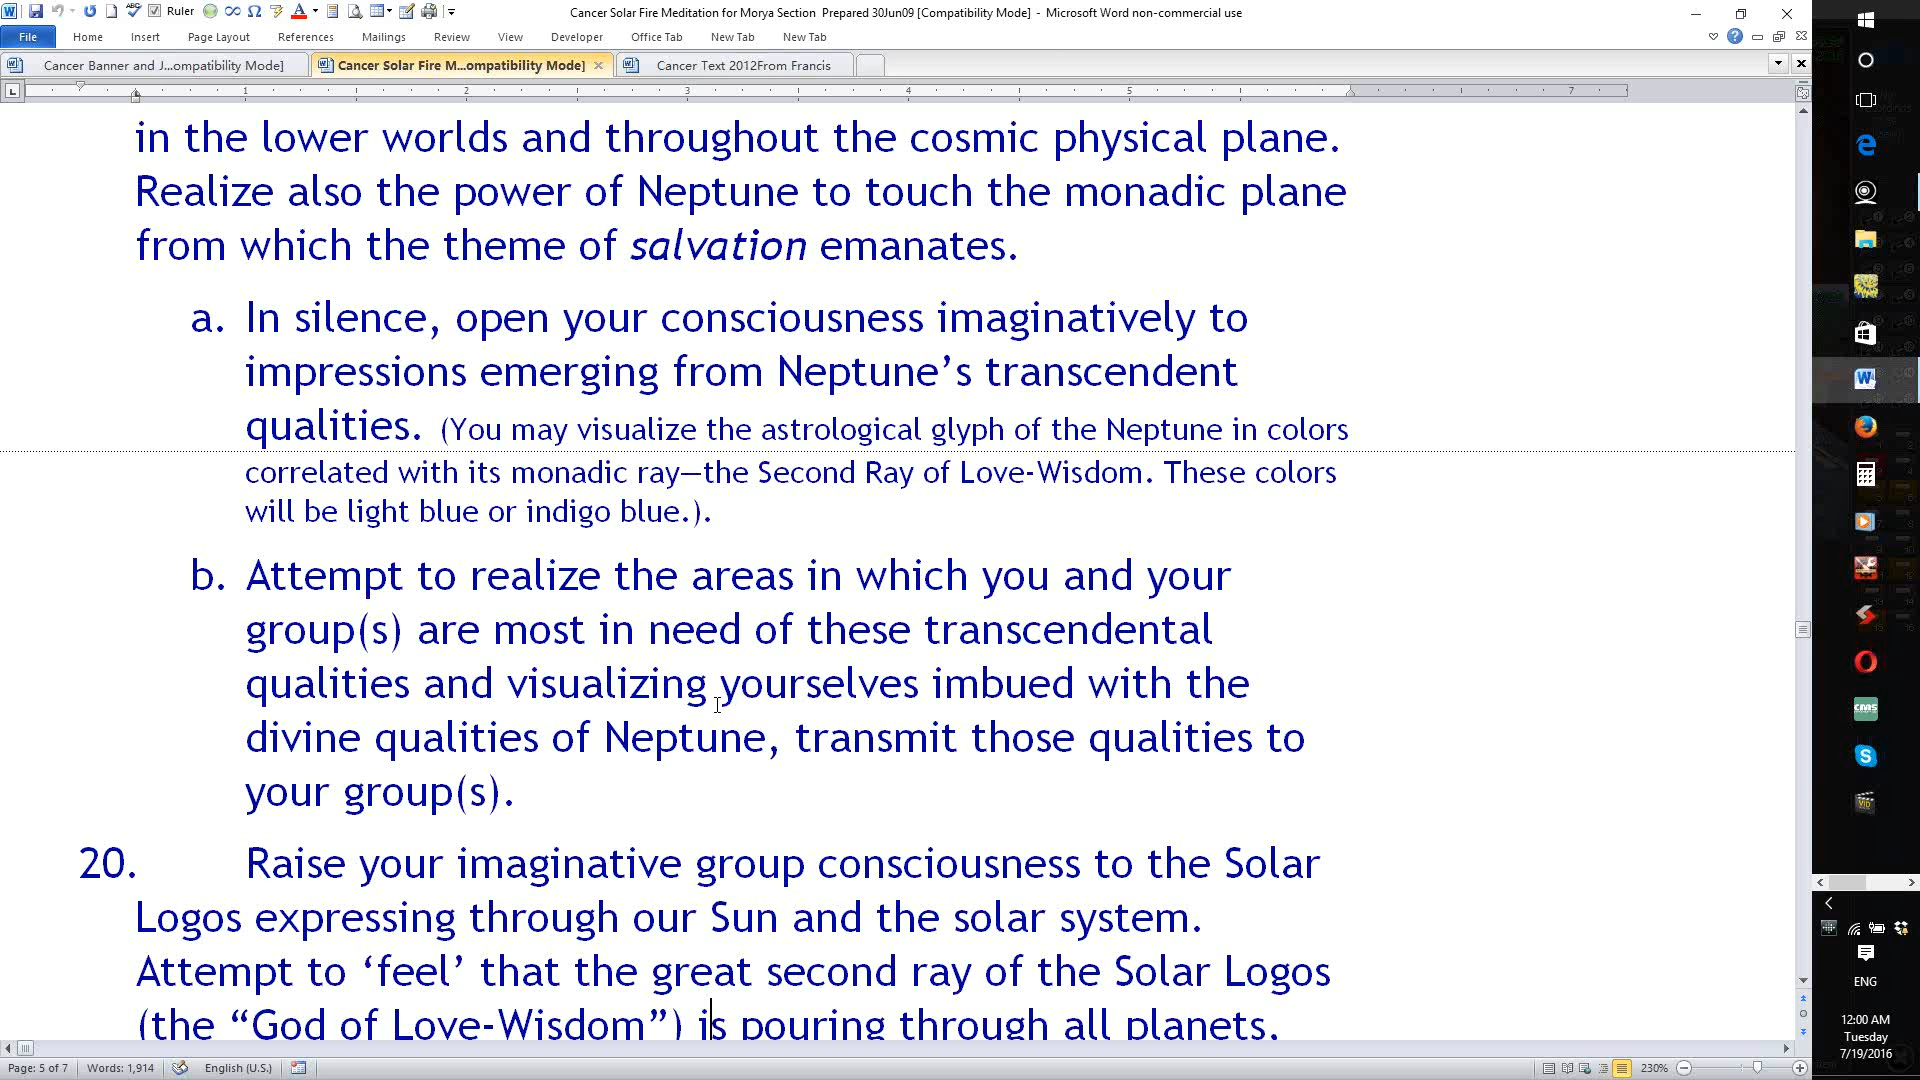 Ruler
Cancer Solar Fire Meditation for Morya Section  Prepared 30Jun09 [Compatibility Mode]  -  Microsoft Word non-commercial use
File Home Insert Page Layout References Mailings Review View Developer Office Tab New Tab New Tab
Cancer Banner and J...ompatibility Mode] Cancer Solar Fire M...ompatibility Mode] Cancer Text 2012From Francis
1 2 3 4 5 7
in the lower worlds and throughout the cosmic physical plane.
Realize also the power of Neptune to touch the monadic plane
from which the theme of salvation emanates.
a. In silence, open your consciousness imaginatively to
impressions emerging from Neptune’s transcendent
qualities. (You may visualize the astrological glyph of the Neptune in colors
correlated with its monadic ray—the Second Ray of Love-Wisdom. These colors
will be light blue or indigo blue.).
b. Attempt to realize the areas in which you and your
group(s) are most in need of these transcendental
qualities and visualizing yourselves imbued with the
divine qualities of Neptune, transmit those qualities to
your group(s).
20. Raise your imaginative group consciousness to the Solar
Logos expressing through our Sun and the solar system.
Attempt to ‘feel’ that the great second ray of the Solar Logos
(the “God of Love-Wisdom”) is pouring through all planets,
Page: 5 of 7 Words: 1,914 English (U.S.) 230%
ENG
12:00 AM
Tuesday
7/19/2016